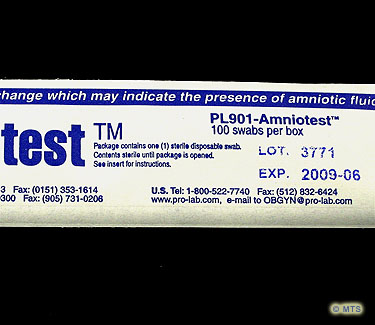 change which may indicate the presence of amniotic fluid
test™
PL901-Amniotest™
100 swabs per box
Package contains one (1) sterile disposable swab.
Contents sterile until package is opened.
See insert for instructions.
LOT. 3771
EXP. 2009-06
3 Fax: (0151) 353-1614
U.S. Tel: 1-800-522-7740 Fax: (512) 832-6424
300 Fax: (905) 731-0206
www.pro-lab.com, e-mail to OBGYN@pro-lab.com
© MTS